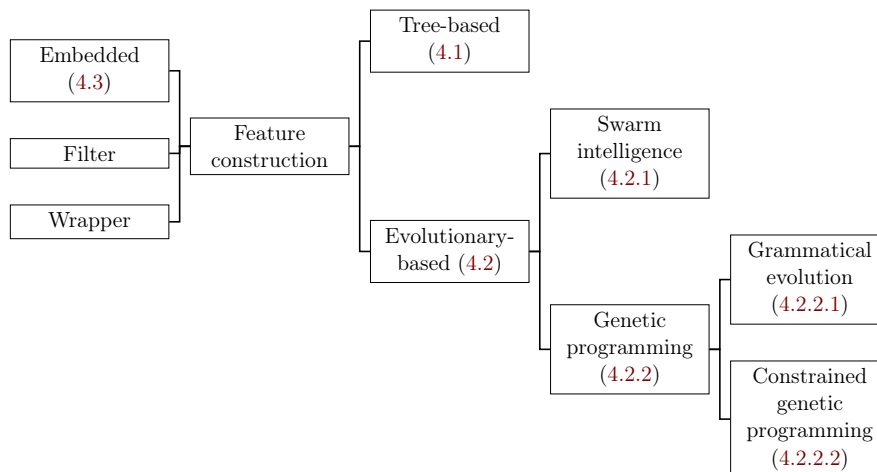 Embedded
(4.3)
Filter
Wrapper
Feature
construction
Tree-based
(4.1)
Evolutionary-
based (4.2)
Swarm
intelligence
(4.2.1)
Genetic
programming
(4.2.2)
Grammatical
evolution
(4.2.2.1)
Constrained
genetic
programming
(4.2.2.2)